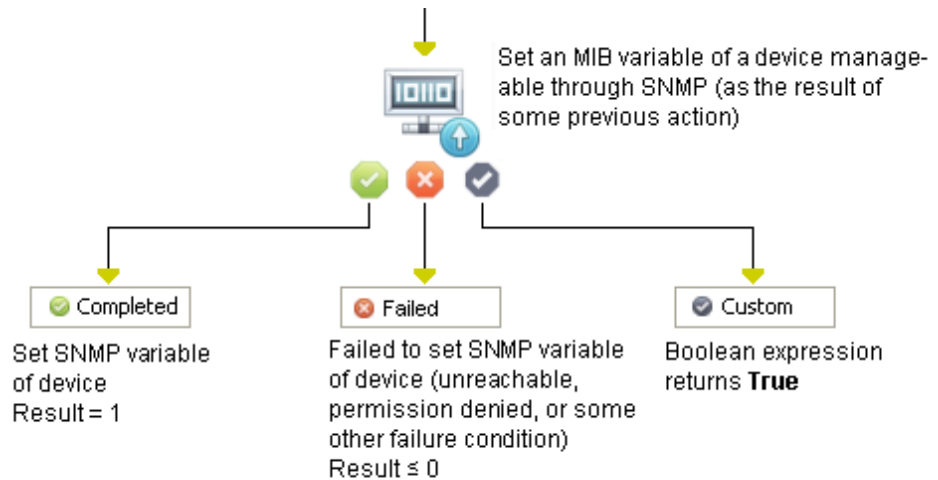 Set an MIB variable of a device manage-
able through SNMP (as the result of
some previous action)
10110
Completed
Set SNMP variable
of device
Result = 1
Failed
Failed to set SNMP variable
of device (unreachable,
permission denied, or some
other failure condition)
Result ≤ 0
Custom
Boolean expression
returns True